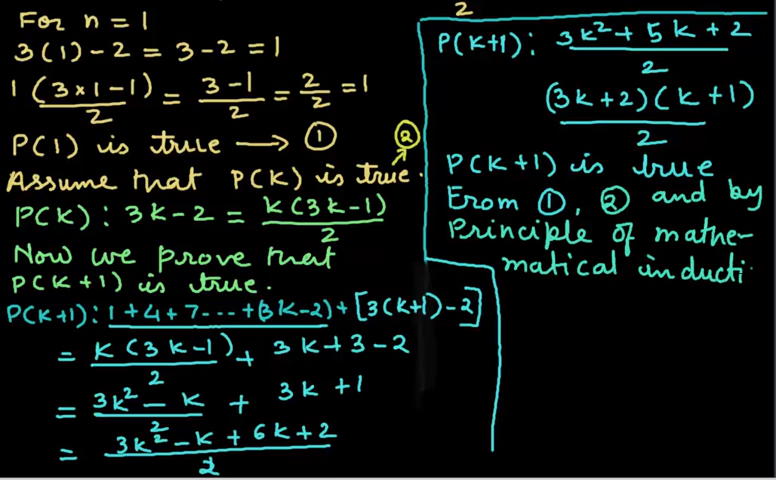 For n = 1
3(1) - 2 = 3 - 2 = 1
1 (3 × 1 - 1)/2 = (3 - 1)/2 = 2/2 = 1
P(1) is true → ①
②
Assume that P(K) is true.
P(K) : 3k - 2 = k(3k - 1)/2
Now we prove that
P(K+1) is true.
P(K+1) : 1 + 4 + 7 --- + (3k - 2) + [3(k+1) - 2]
= k(3k - 1)/2 + 3k + 3 - 2
= (3k² - k)/2 + 3k + 1
= (3k² - k + 6k + 2)/2
2
P(K+1) : (3k² + 5k + 2)/2
(3k + 2)(k + 1)/2
P(K+1) is true
From ①, ② and by
Principle of mathe-
matical inducti